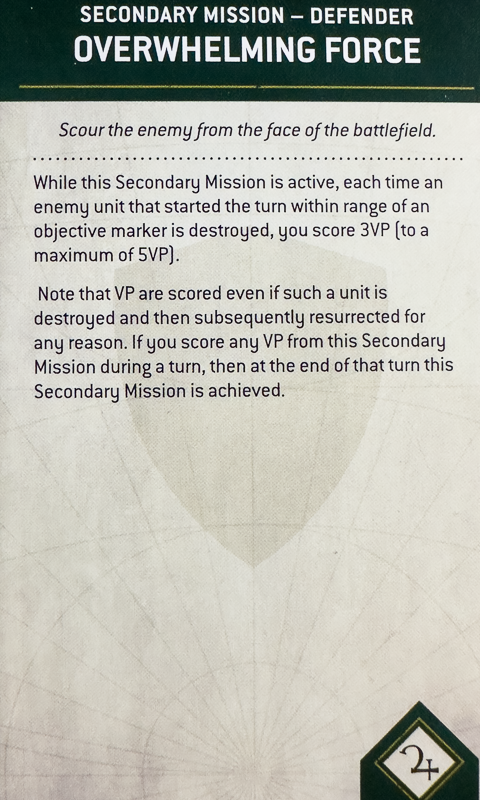 SECONDARY MISSION – DEFENDER
OVERWHELMING FORCE
Scour the enemy from the face of the battlefield.
While this Secondary Mission is active, each time an
enemy unit that started the turn within range of an
objective marker is destroyed, you score 3VP (to a
maximum of 5VP).
Note that VP are scored even if such a unit is
destroyed and then subsequently resurrected for
any reason. If you score any VP from this Secondary
Mission during a turn, then at the end of that turn this
Secondary Mission is achieved.